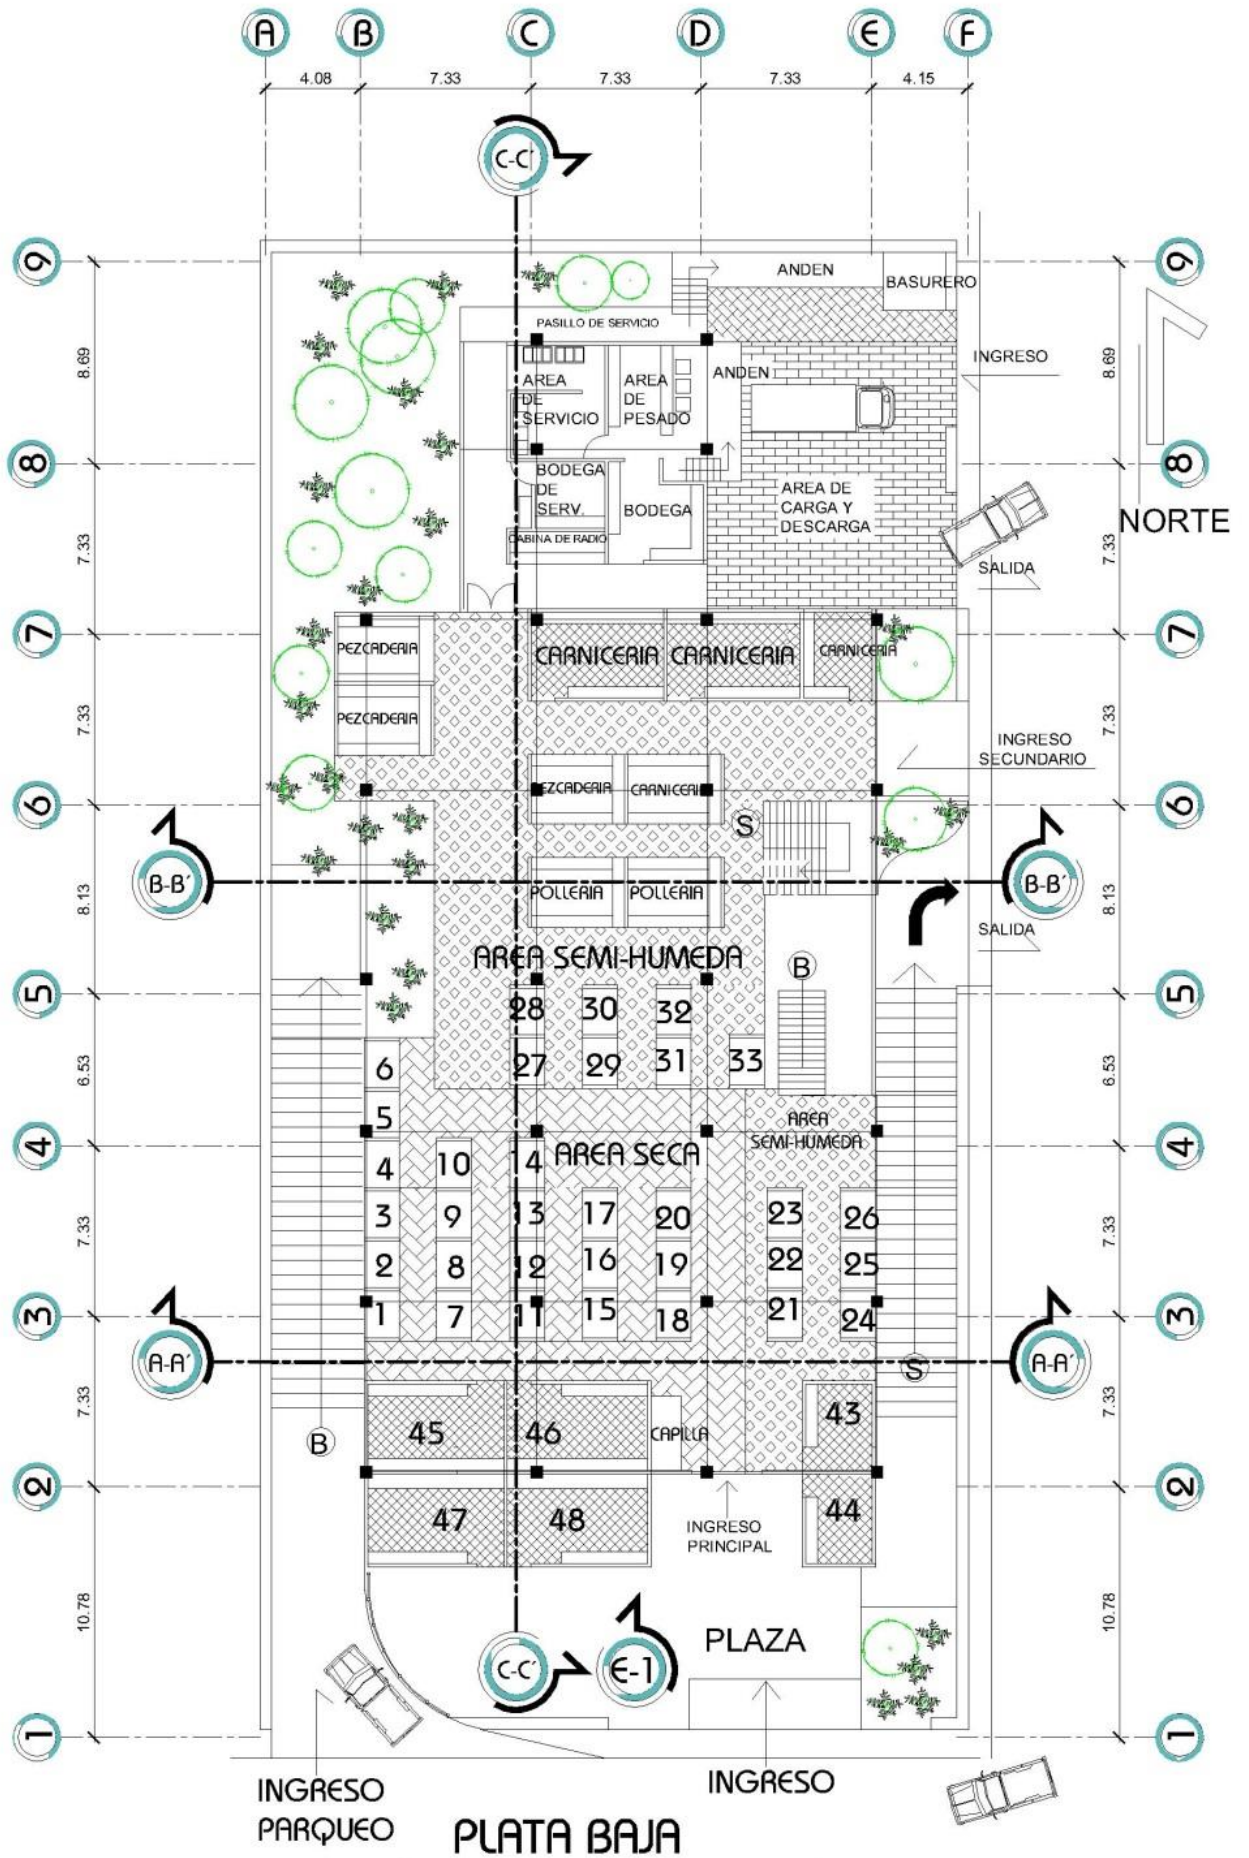 A B C D E F
4.08 7.33 7.33 7.33 4.15
C-C'
9 9
ANDEN
BASURERO
PASILLO DE SERVICIO
8.69 8.69
INGRESO
ANDEN
AREA
DE
SERVICIO
AREA
DE
PESADO
8 8
BODEGA
DE
SERV.
BODEGA
AREA DE
CARGA Y
DESCARGA
NORTE
CABINA DE RADIO
7.33 7.33
SALIDA
7 7
PEZCADERIA
CARNICERIA CARNICERIA CARNICERIA
PEZCADERIA
7.33 7.33
INGRESO
SECUNDARIO
6 6
EZCADERIA CARNICERI
S
B-B' B-B'
POLLERIA POLLERIA
8.13 8.13
SALIDA
AREA SEMI-HUMEDA
B
5 5
28 30 32
6 27 29 31 33
6.53 6.53
5
AREA
SEMI-HUMEDA
4 4
4 10 14 AREA SECA
3 9 13 17 20 23 26
7.33 7.33
2 8 12 16 19 22 25
1 7 11 15 18 21 24
3 3
A-A' A-A'
S
7.33 7.33
45 46 CAPILLA 43
B
2 2
47 48 44
INGRESO
PRINCIPAL
10.78 10.78
PLAZA
C-C' E-1
1 1
INGRESO
PARQUEO
INGRESO
PLATA BAJA